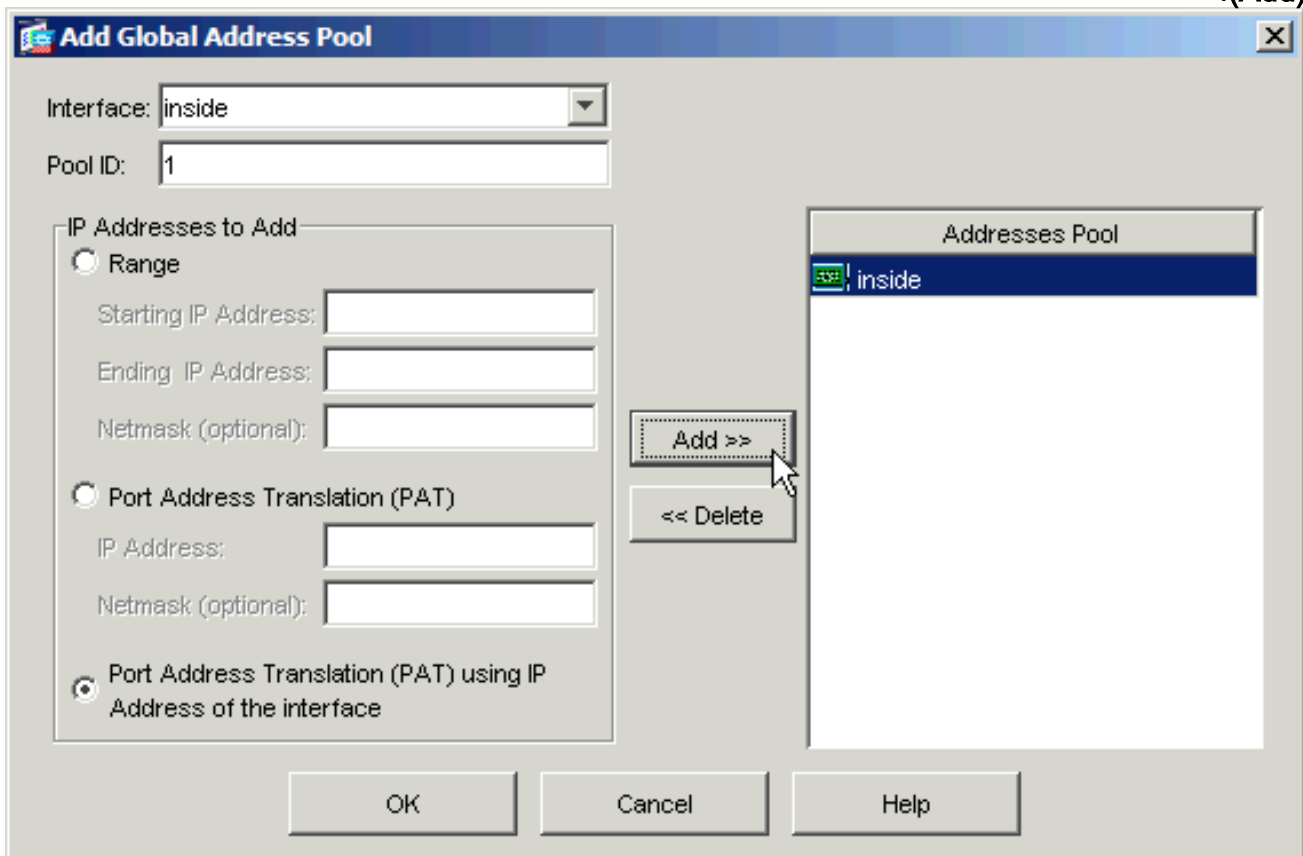 (Add)
Add Global Address Pool
Interface: inside
Pool ID: 1
IP Addresses to Add
Range
Starting IP Address:
Ending IP Address:
Netmask (optional):
Port Address Translation (PAT)
IP Address:
Netmask (optional):
Port Address Translation (PAT) using IP
Address of the interface
Add >>
<< Delete
Addresses Pool
inside
OK
Cancel
Help